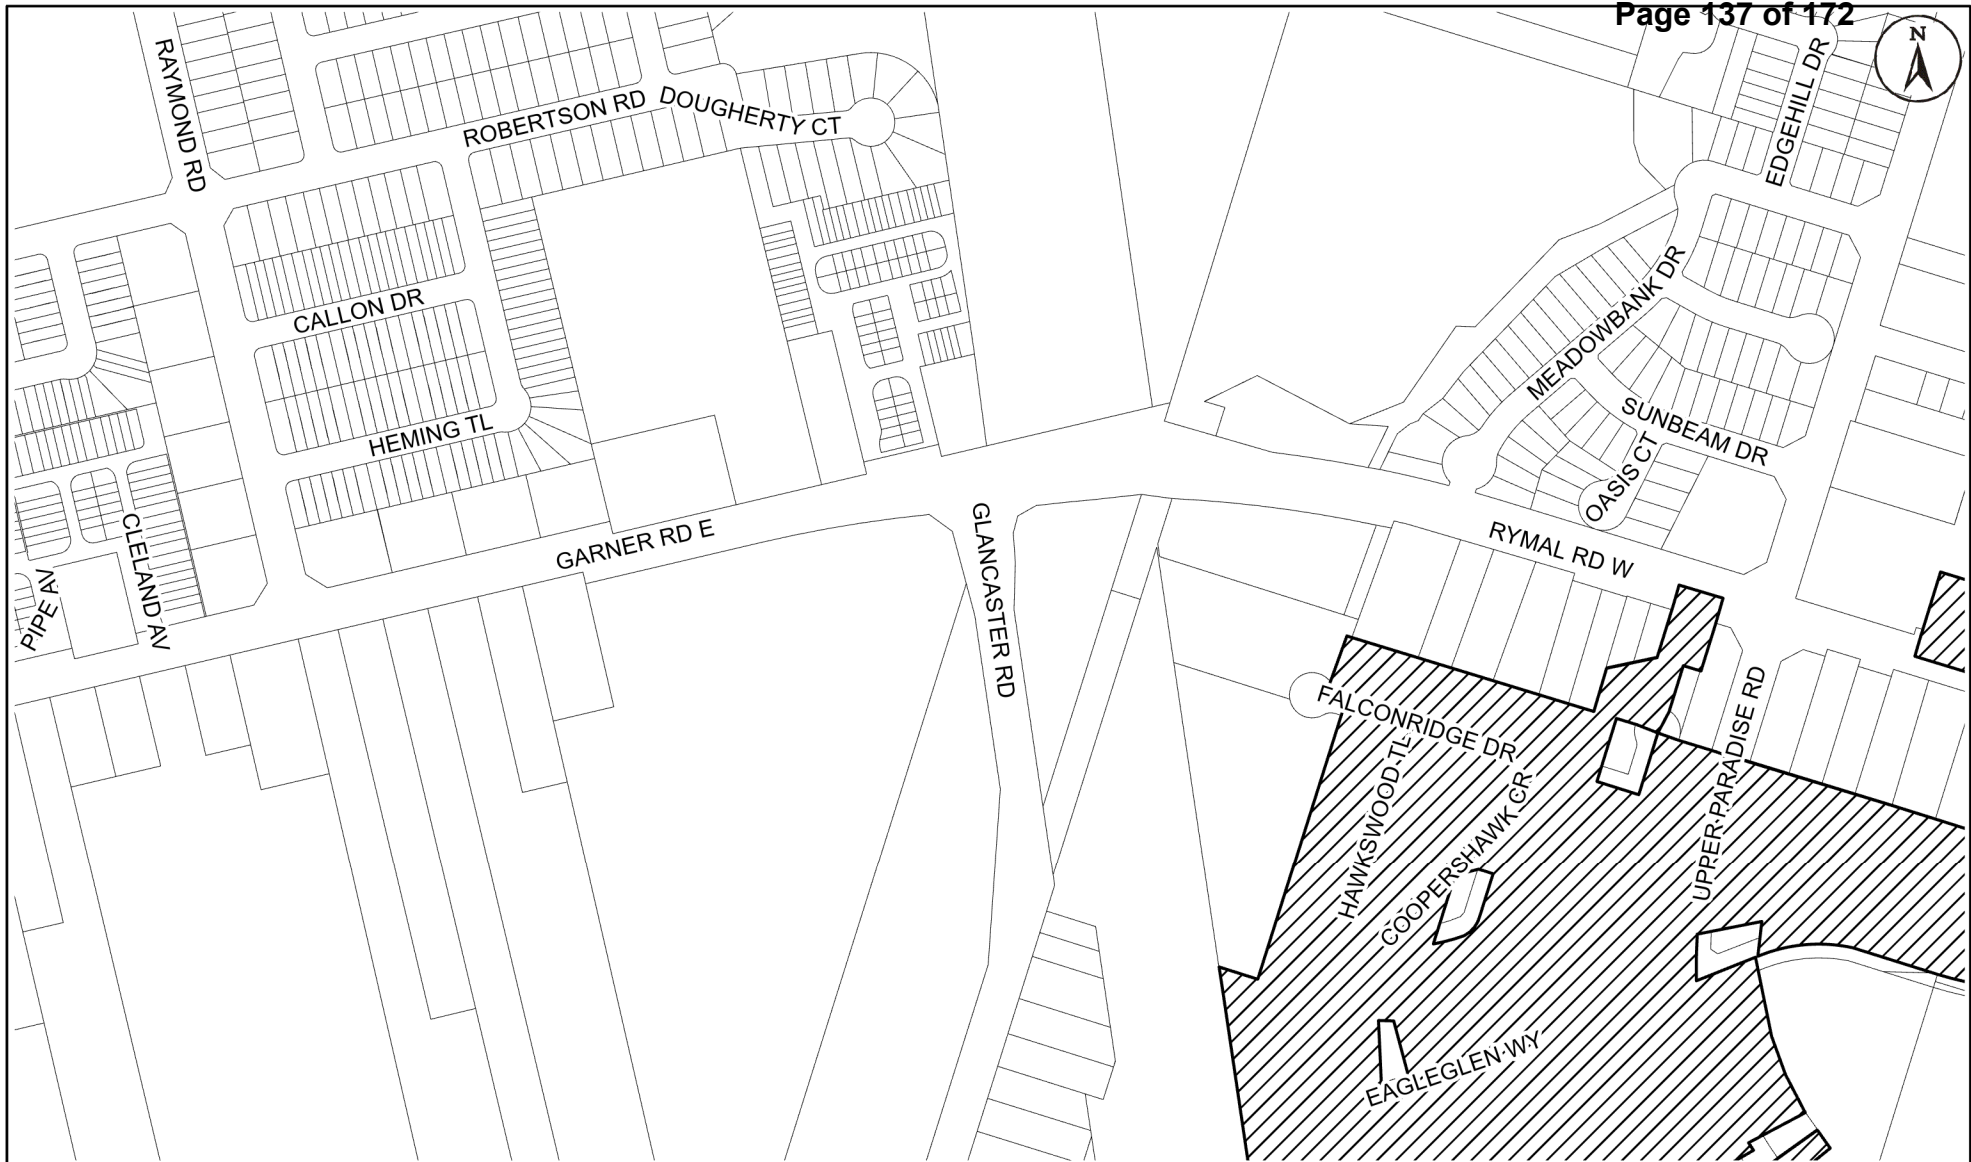 Page 137 of 172
N
RAYMOND RD
ROBERTSON RD
DOUGHERTY CT
EDGEHILL DR
CALLON DR
MEADOWBANK DR
HEMING TL
SUNBEAM DR
OASIS CT
CLELAND AV
PIPE AV
GARNER RD E
GLANCASTER RD
RYMAL RD W
FALCONRIDGE DR
HAWKSWOOD TL
COOPERSHAWK CR
UPPER PARADISE RD
EAGLEGLEN WY